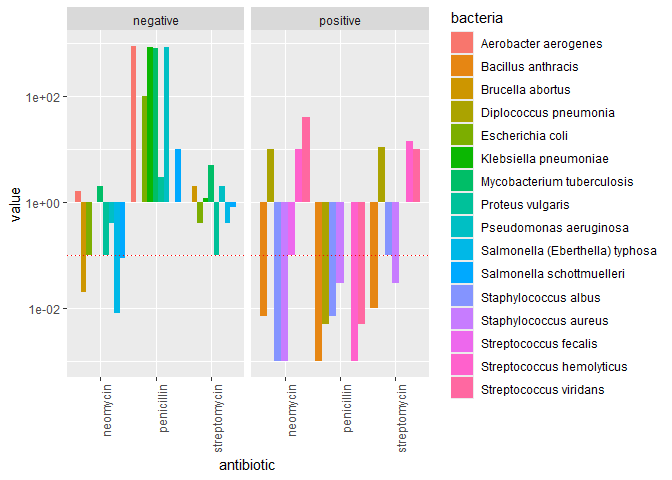 negative
positive
bacteria
Aerobacter aerogenes
Bacillus anthracis
Brucella abortus
Diplococcus pneumonia
Escherichia coli
Klebsiella pneumoniae
Mycobacterium tuberculosis
Proteus vulgaris
Pseudomonas aeruginosa
Salmonella (Eberthella) typhosa
Salmonella schottmuelleri
Staphylococcus albus
Staphylococcus aureus
Streptococcus fecalis
Streptococcus hemolyticus
Streptococcus viridans
value
1e+02
1e+00
1e-02
neomycin
penicillin
streptomycin
neomycin
penicillin
streptomycin
antibiotic